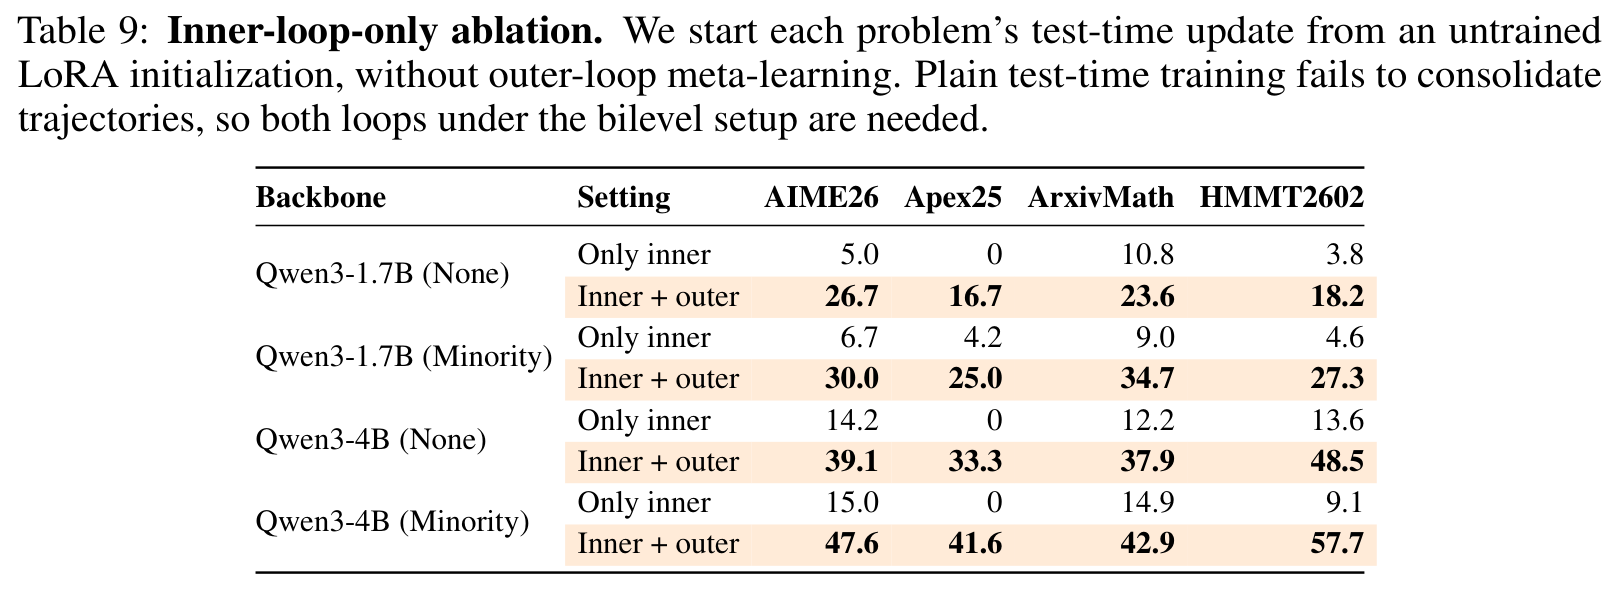 Table 9: Inner-loop-only ablation. We start each problem's test-time update from an untrained
LoRA initialization, without outer-loop meta-learning. Plain test-time training fails to consolidate
trajectories, so both loops under the bilevel setup are needed.
Backbone Setting AIME26 Apex25 ArxivMath HMMT2602
Qwen3-1.7B (None)
Only inner 5.0 0 10.8 3.8
Inner + outer 26.7 16.7 23.6 18.2
Qwen3-1.7B (Minority)
Only inner 6.7 4.2 9.0 4.6
Inner + outer 30.0 25.0 34.7 27.3
Qwen3-4B (None)
Only inner 14.2 0 12.2 13.6
Inner + outer 39.1 33.3 37.9 48.5
Qwen3-4B (Minority)
Only inner 15.0 0 14.9 9.1
Inner + outer 47.6 41.6 42.9 57.7